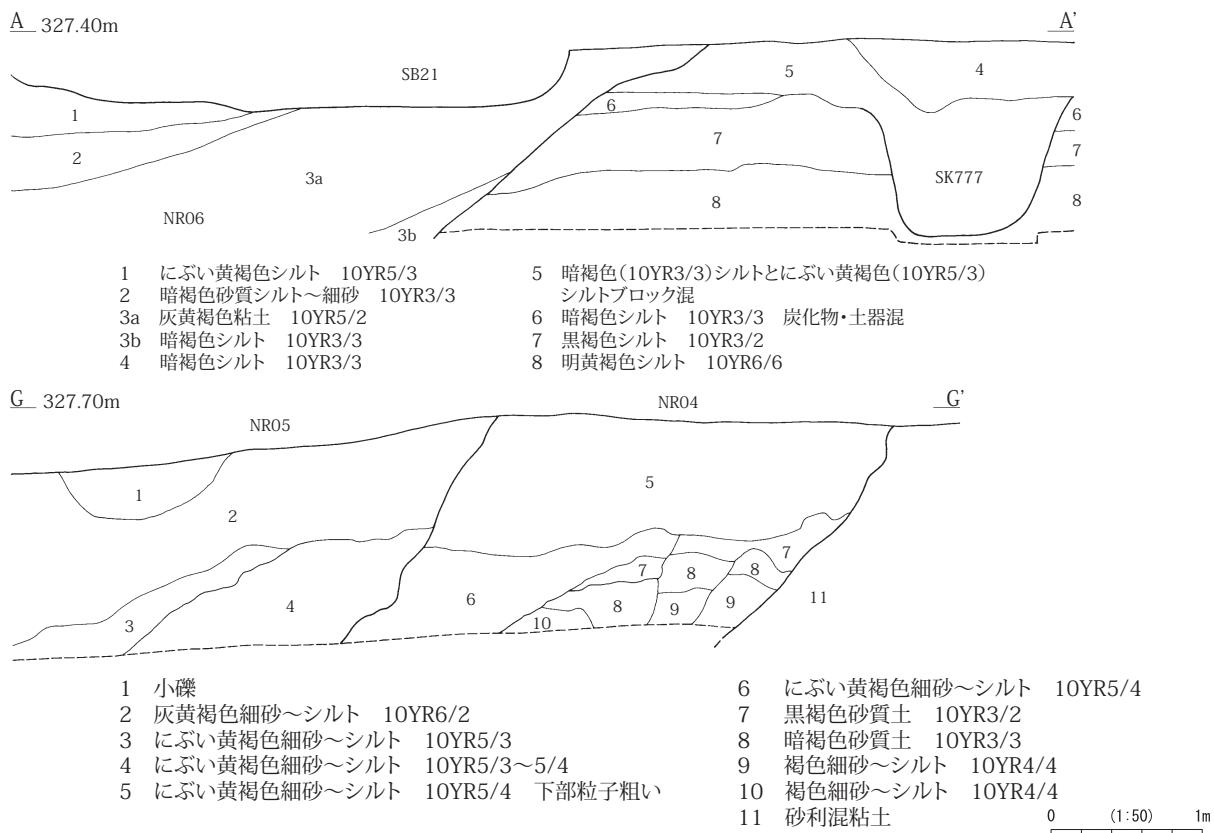 A 327.40m A'
SB21
5 4
1 6 6
7 7
2
3a SK777
8 8
NR06
3b
1 にぶい黄褐色シルト 10YR5/3
2 暗褐色砂質シルト～細砂 10YR3/3
3a 灰黄褐色粘土 10YR5/2
3b 暗褐色シルト 10YR3/3
4 暗褐色シルト 10YR3/3
5 暗褐色(10YR3/3)シルトとにぶい黄褐色(10YR5/3)
シルトブロック混
6 暗褐色シルト 10YR3/3 炭化物・土器混
7 黒褐色シルト 10YR3/2
8 明黄褐色シルト 10YR6/6
G 327.70m NR04 G'
NR05
5
1
2
7
7 8 8
4 6 8 9 9 11
3 10
1 小礫
2 灰黄褐色細砂～シルト 10YR6/2
3 にぶい黄褐色細砂～シルト 10YR5/3
4 にぶい黄褐色細砂～シルト 10YR5/3～5/4
5 にぶい黄褐色細砂～シルト 10YR5/4 下部粒子粗い
6 にぶい黄褐色細砂～シルト 10YR5/4
7 黒褐色砂質土 10YR3/2
8 暗褐色砂質土 10YR3/3
9 褐色細砂～シルト 10YR4/4
10 褐色細砂～シルト 10YR4/4
11 砂利混粘土
0 (1:50) 1m